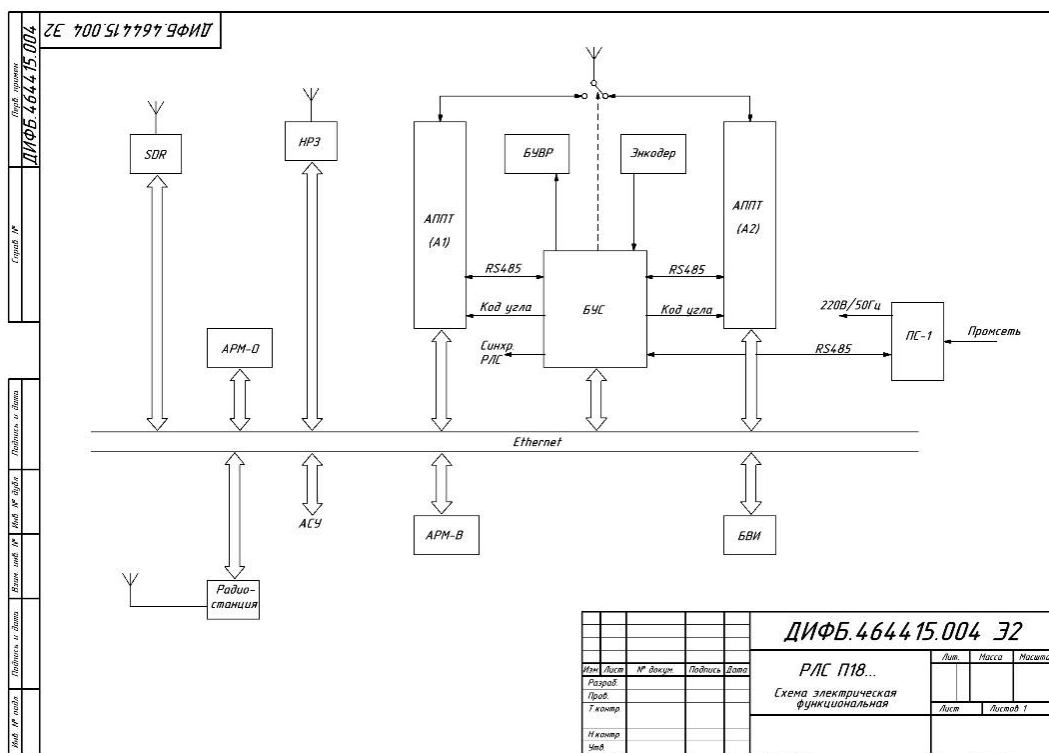 ДИФБ.464415.004 Э2
Перв. примен.
ДИФБ.464415.004
Справ. №
Подпись и дата
Инв. № дубл.
Взам. инв. №
Подпись и дата
Инв. № подл.
SDR
НРЗ
АППТ
(А1)
БУВР
Энкодер
АППТ
(А2)
RS485
БУС
RS485
Код угла
Код угла
Синхр.
РЛС
220В/50Гц
ПС-1
Промсеть
RS485
АРМ-О
Ethernet
АСУ
АРМ-В
БВИ
Радио-
станция
ДИФБ.464415.004 Э2
Изм Лист № докум. Подпись Дата
Разраб.
Пров.
Т контр
Н контр
Утв.
РЛС П18...
Схема электрическая
функциональная
Лит. Масса Масшта
Лист Листов 1